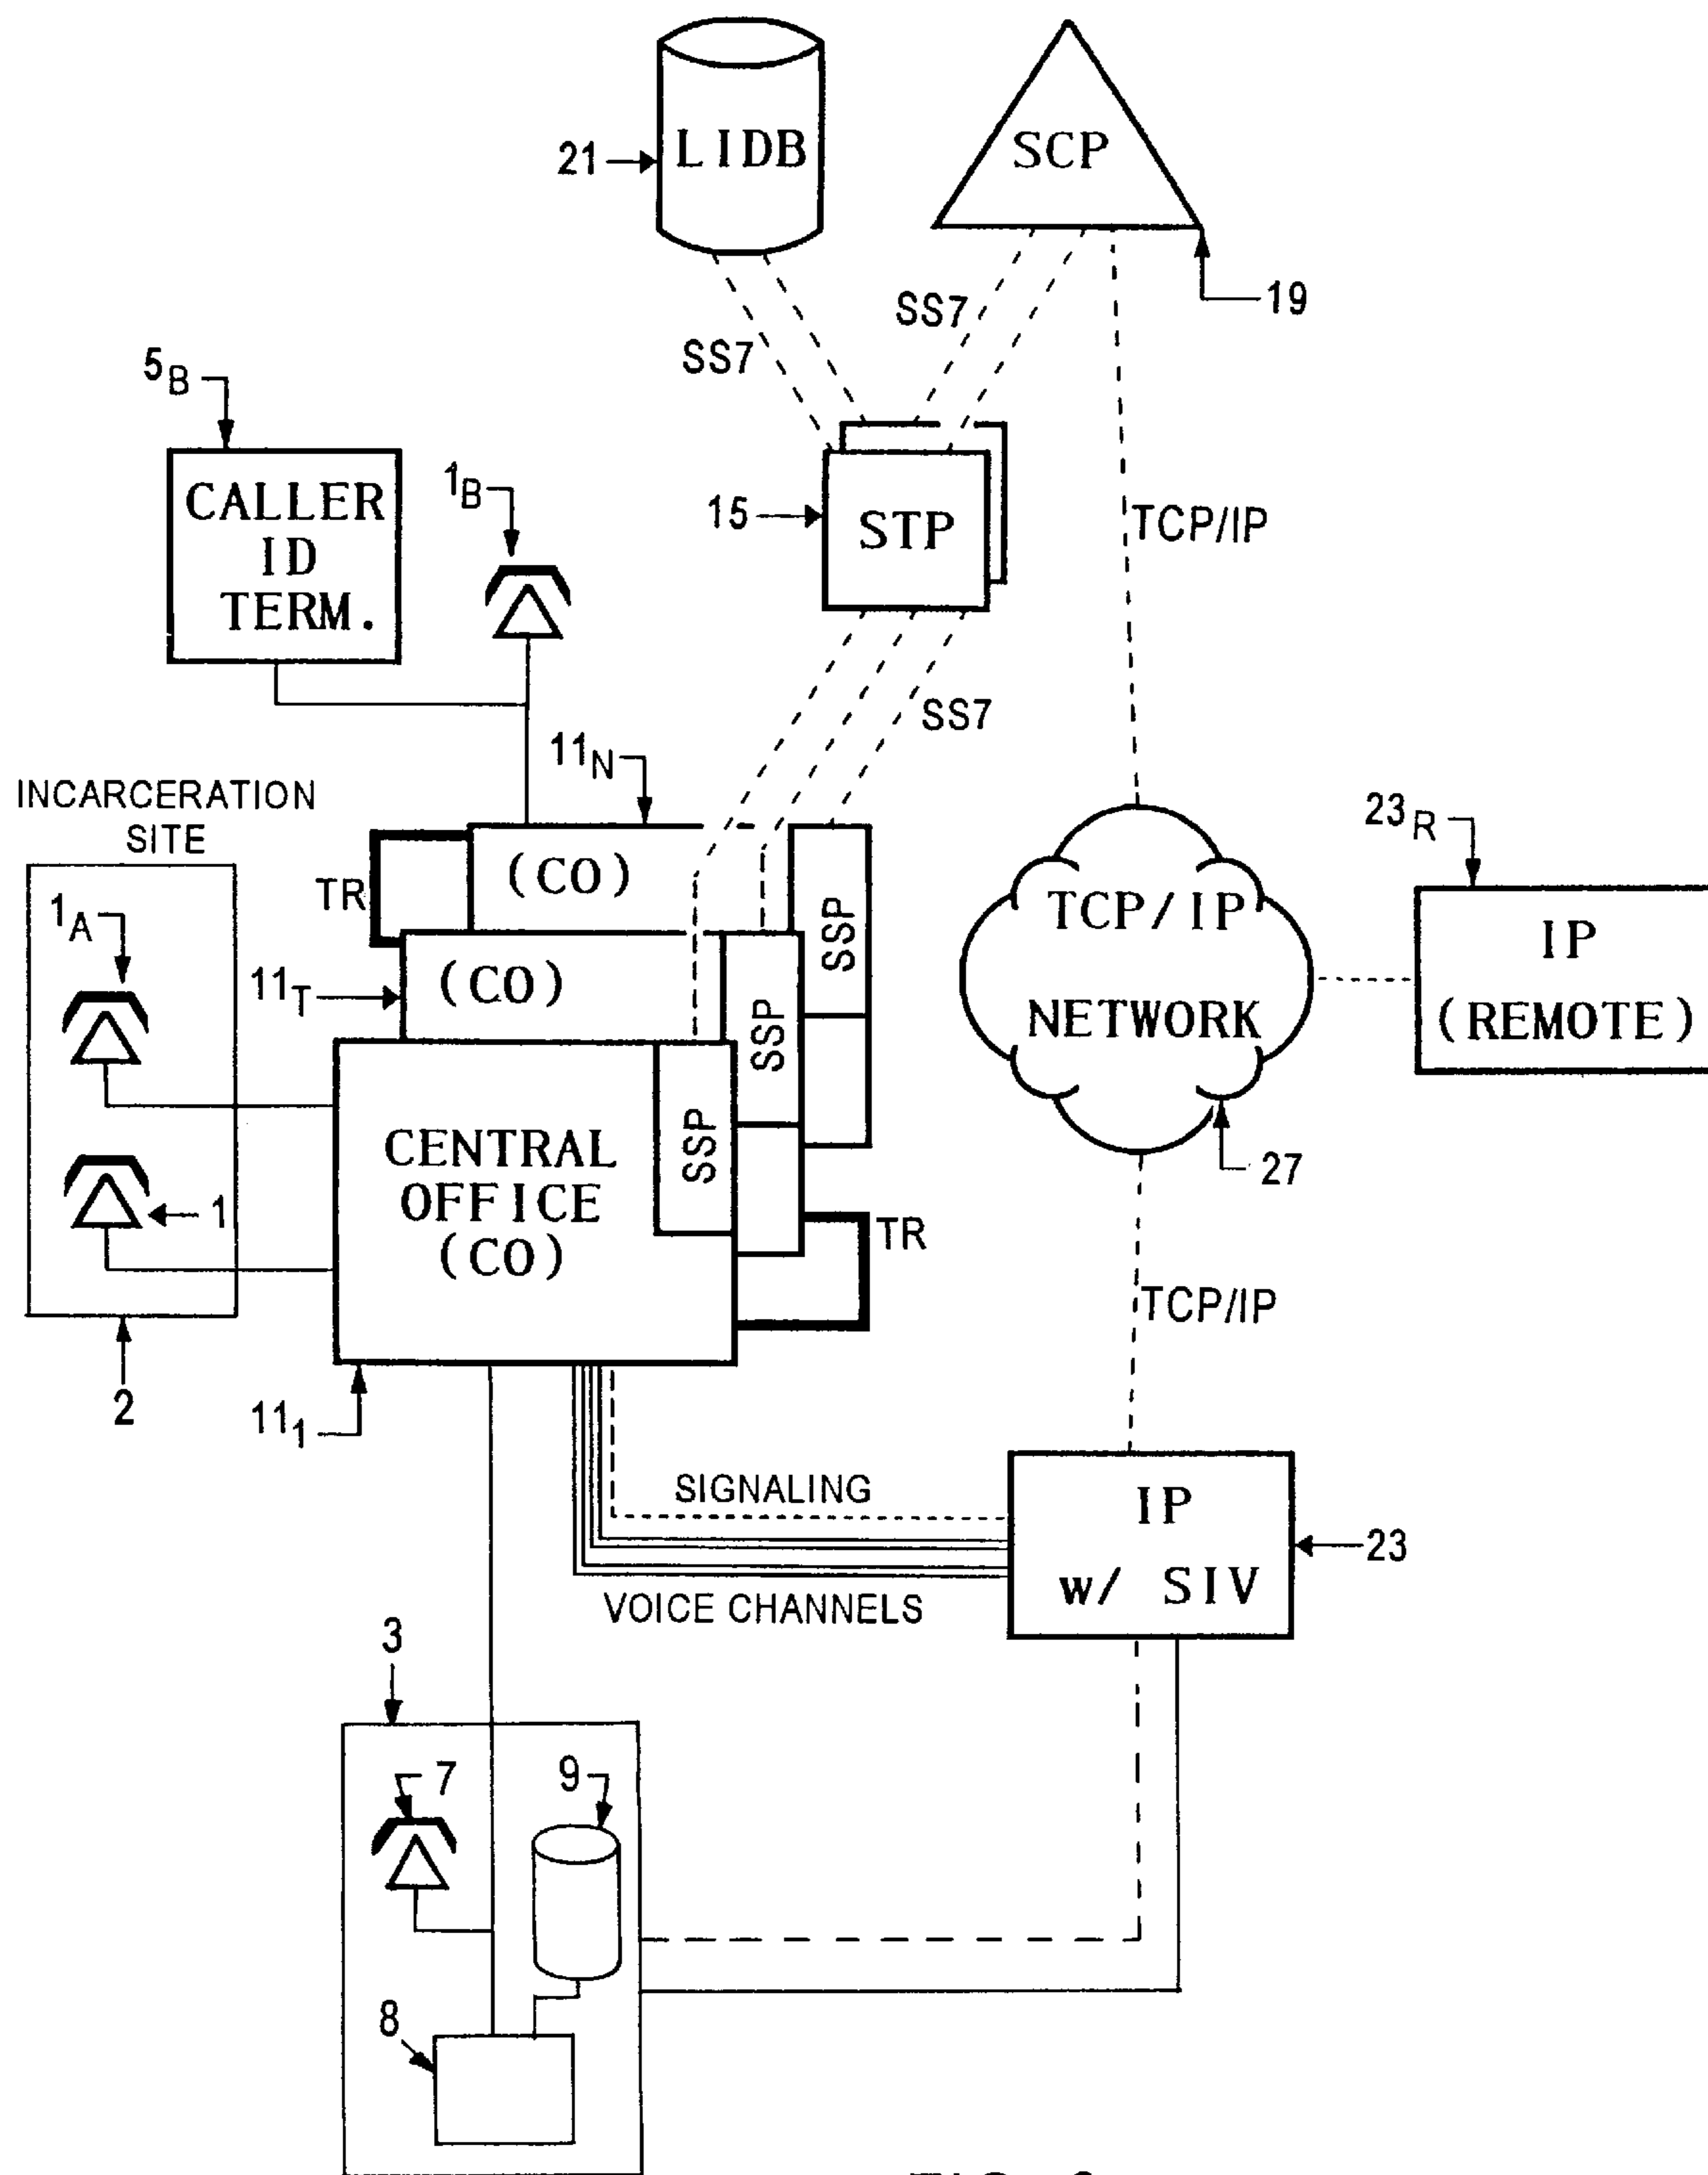 LIDB
SCP
21
19
SS7
SS7
5B
CALLER
ID
TERM.
1B
15
STP
TCP/IP
SS7
11N
INCARCERATION
SITE
23R
TR
(CO)
SSP
TCP/IP
NETWORK
IP
(REMOTE)
1A
11T
(CO)
SSP
CENTRAL
OFFICE
(CO)
SSP
27
1
TR
TCP/IP
2
111
SIGNALING
IP
w/ SIV
23
VOICE CHANNELS
3
7
9
8